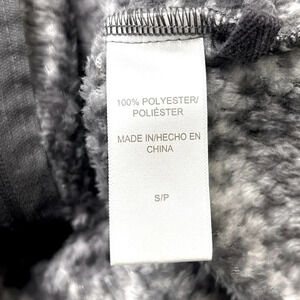 100% POLYESTER/
POLIÉSTER
MADE IN/HECHO EN
CHINA
S/P